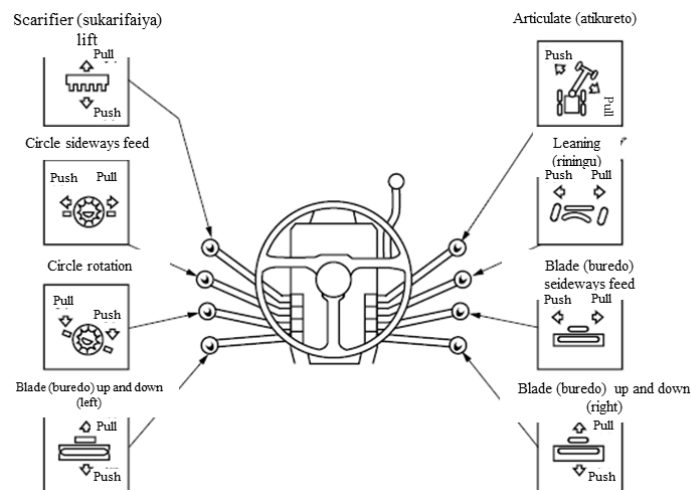 Scarifier (sukarifaiya)
lift
Pull
Push
Circle sideways feed
Push Pull
Circle rotation
Pull
Push
Blade (buredo) up and down
(left)
Pull
Push
Articulate (atikureto)
Push
Pull
Leaning
(riningu)
Push Pull
Blade (buredo)
seideways feed
Push Pull
Blade (buredo) up and down
(right)
Pull
Push